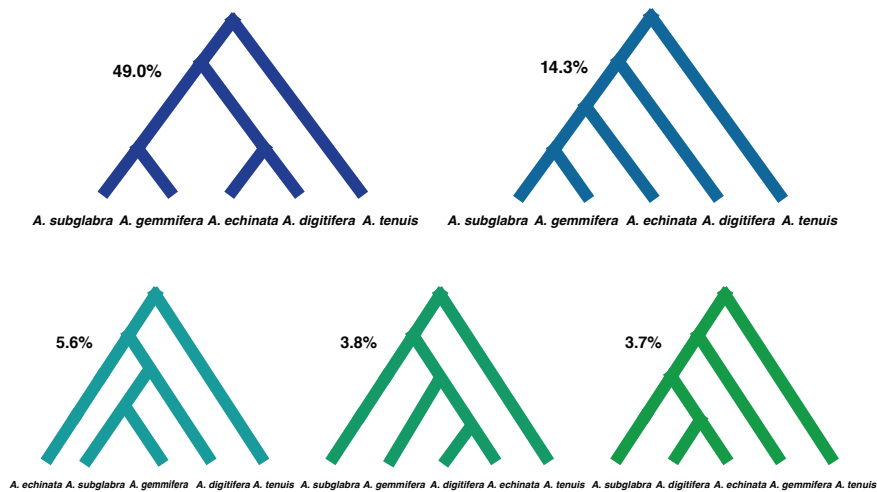 49.0%
14.3%
A. subglabra A. gemmifera A. echinata A. digitifera A. tenuis
A. subglabra A. gemmifera A. echinata A. digitifera A. tenuis
5.6%
3.8%
3.7%
A. echinata A. subglabra A. gemmifera A. digitifera A. tenuis
A. subglabra A. gemmifera A. digitifera A. echinata A. tenuis
A. subglabra A. digitifera A. echinata A. gemmifera A. tenuis